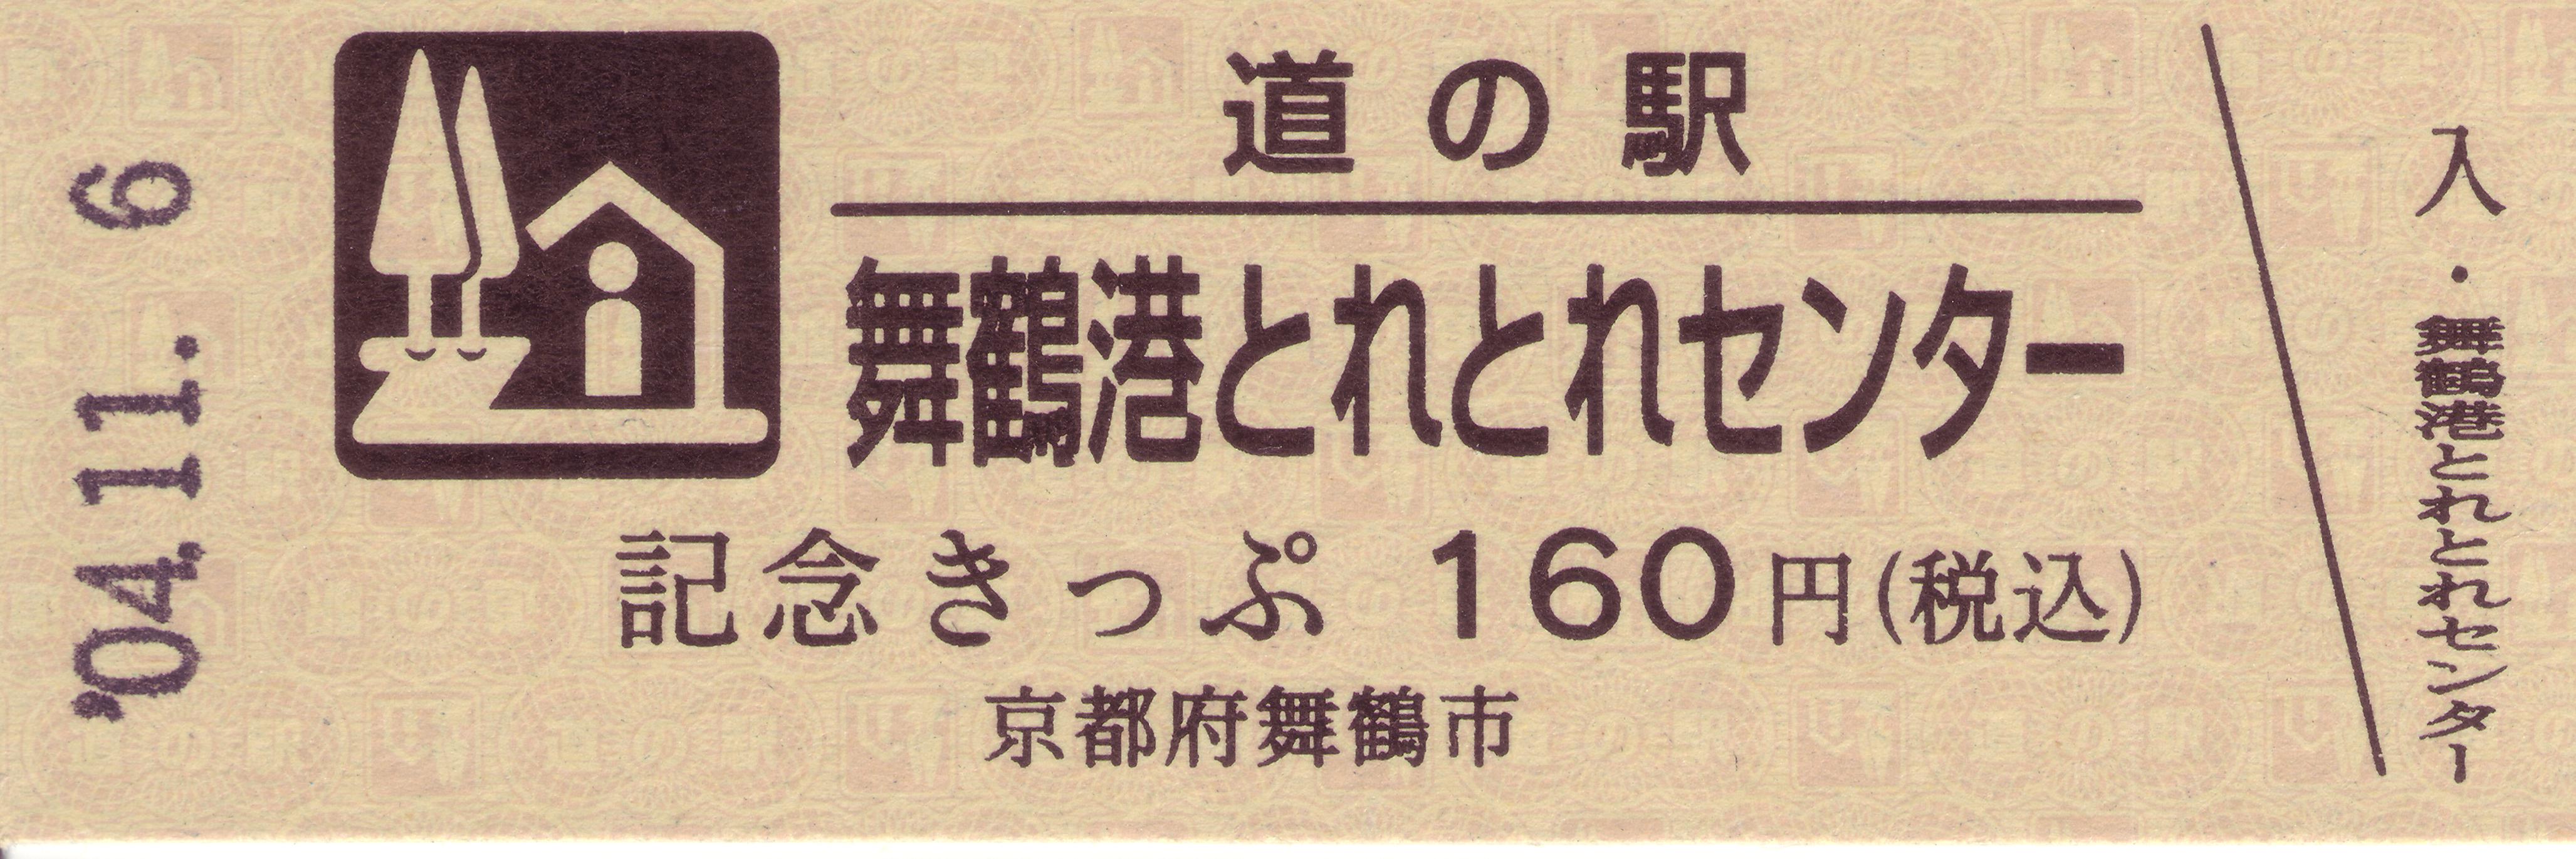 '04.11.6
道の駅
舞鶴港とれとれセンター
記念きっぷ 160円(税込)
京都府舞鶴市
入・舞鶴港とれとれセンター